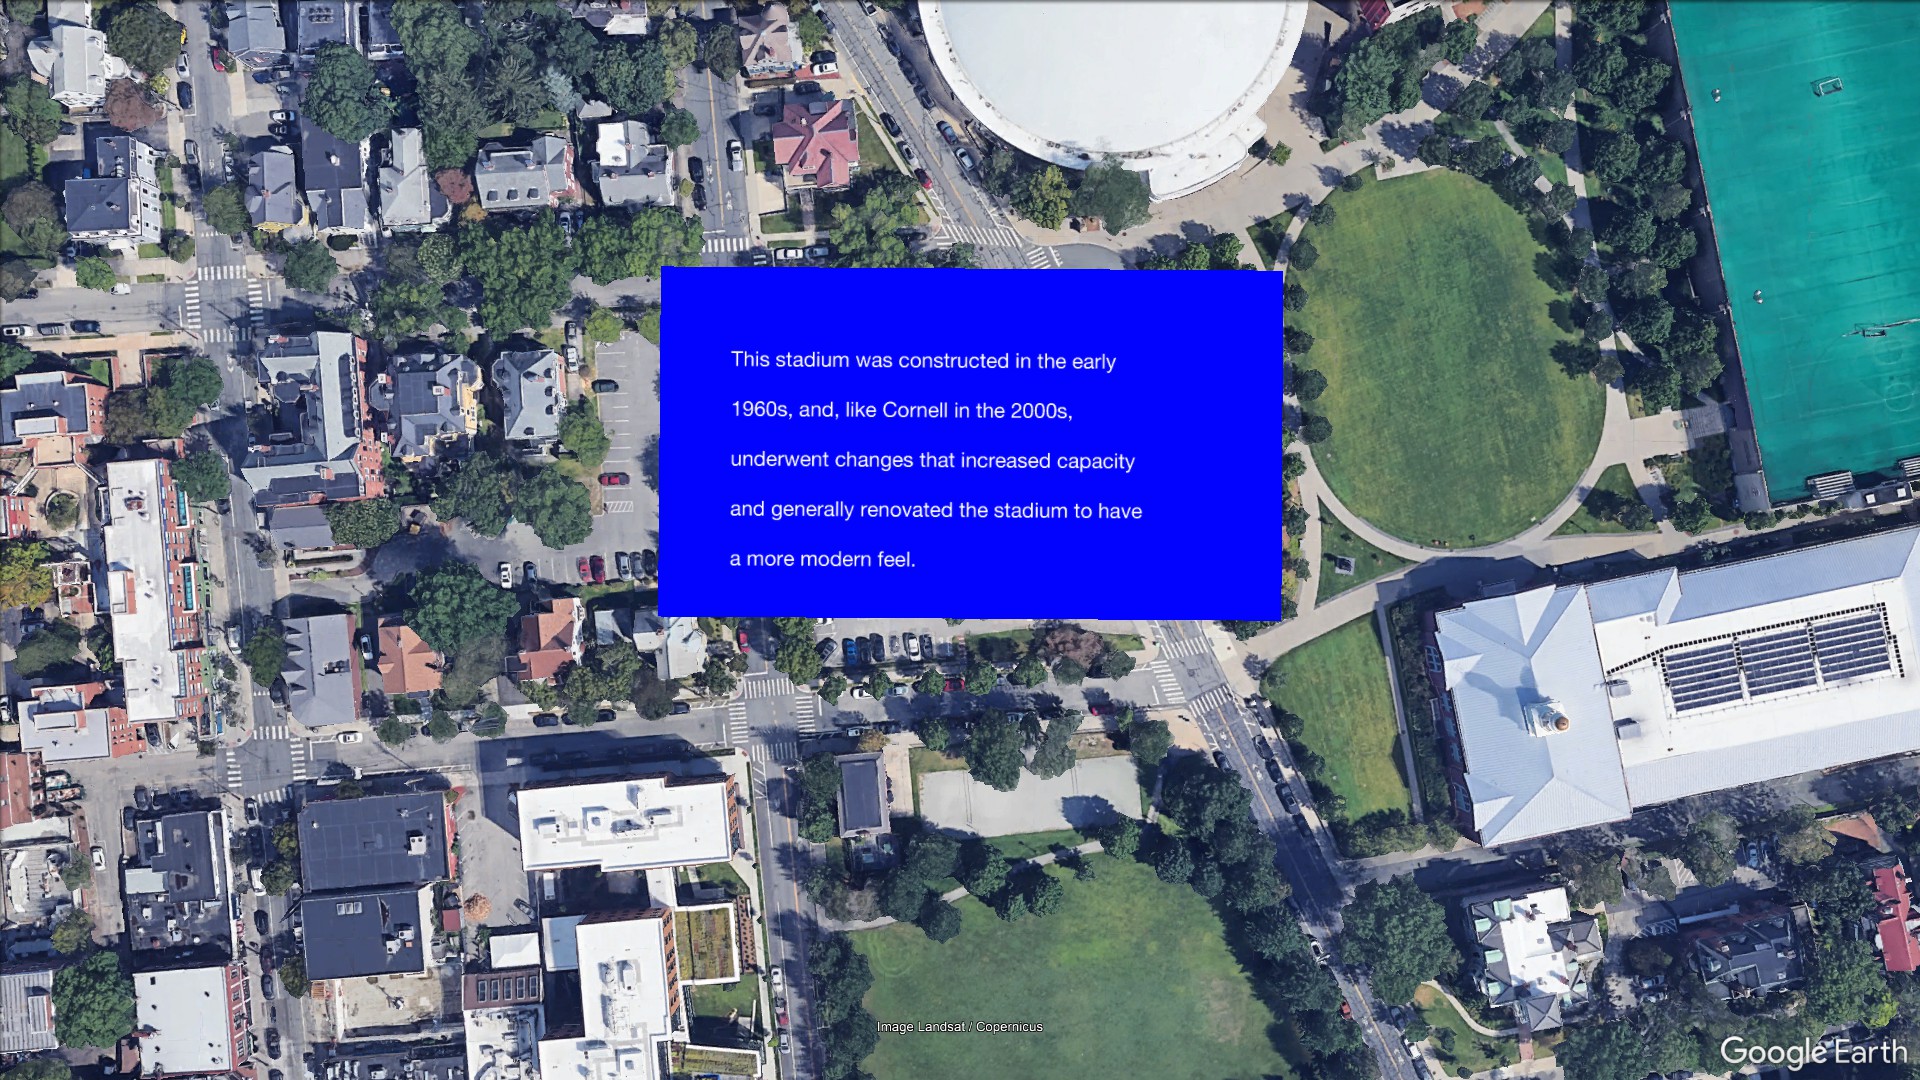 This stadium was constructed in the early
1960s, and, like Cornell in the 2000s,
underwent changes that increased capacity
and generally renovated the stadium to have
a more modern feel.
Image Landsat / Copernicus
Google Earth